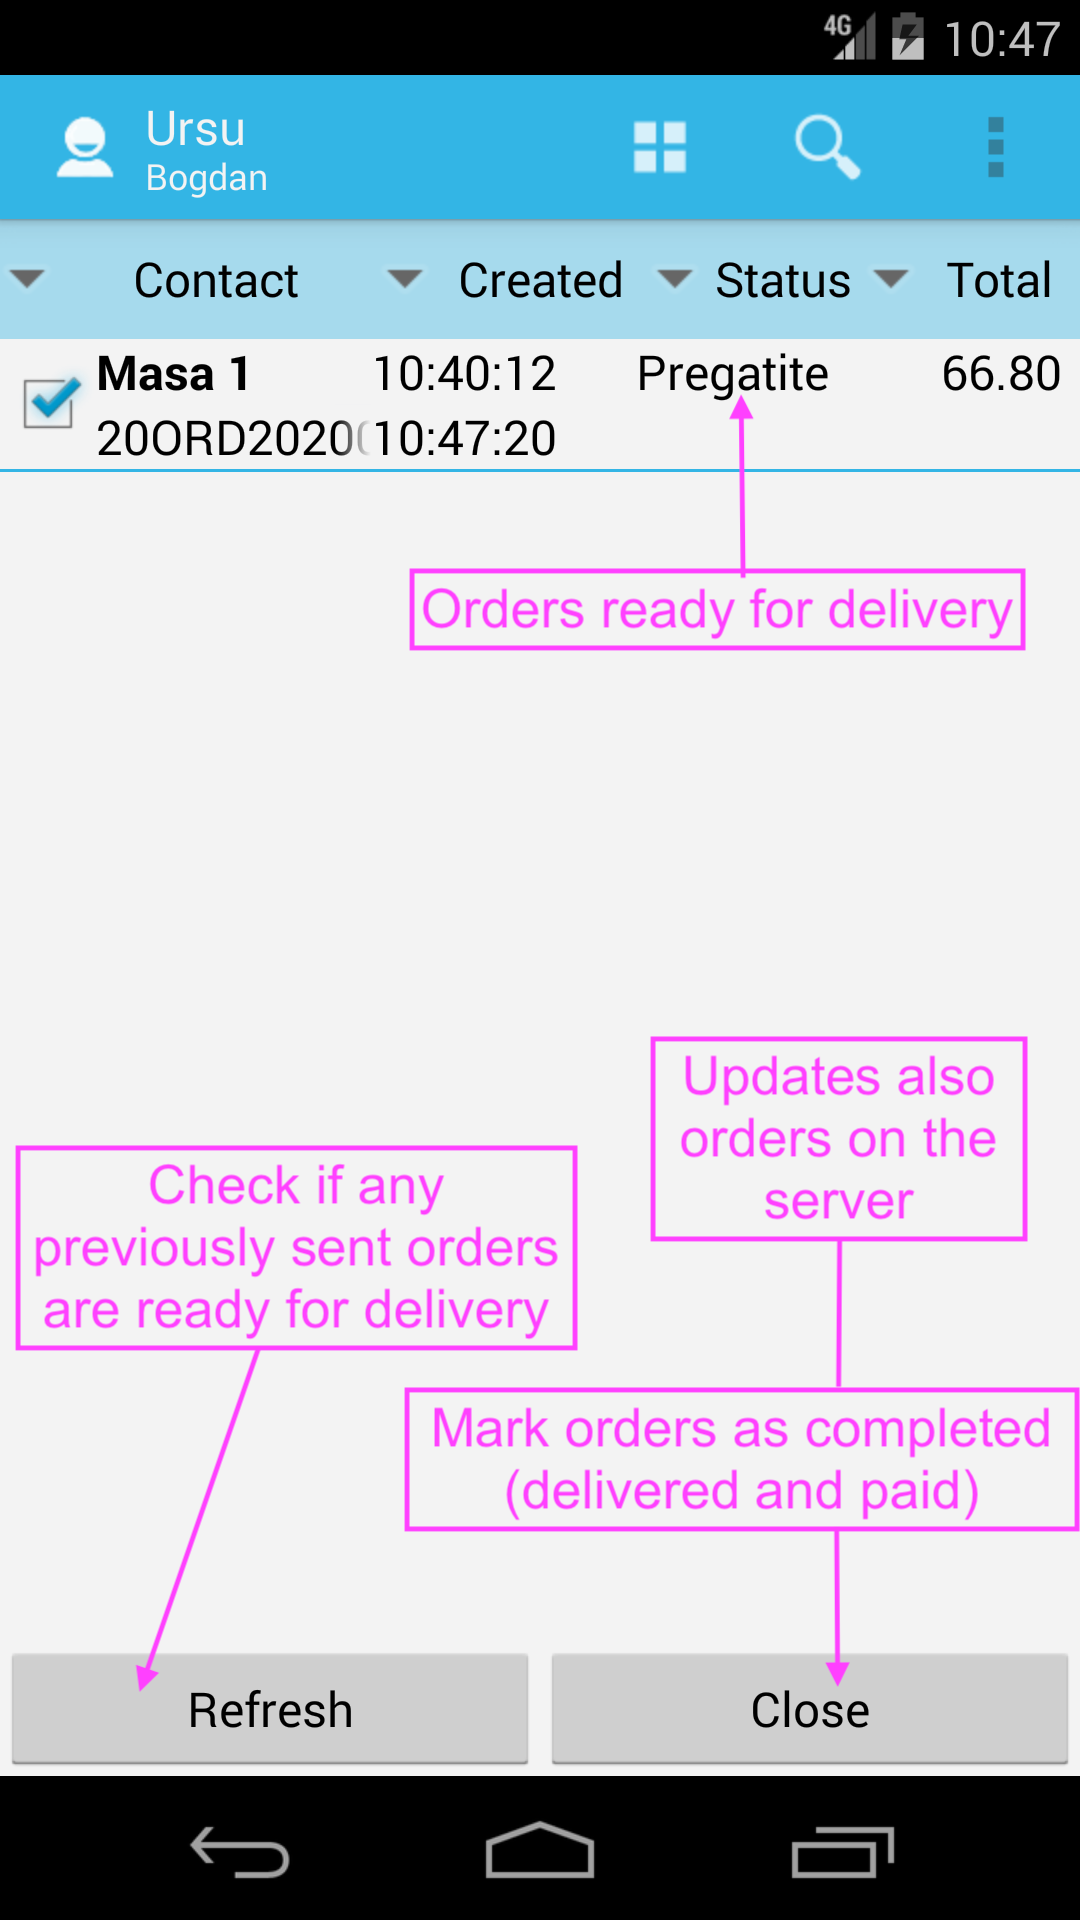 4G 10:47
Ursu
Bogdan
Contact Created Status Total
Masa 1 10:40:12 Pregatite 66.80
20ORD2020 10:47:20
Orders ready for delivery
Updates also
orders on the
server
Check if any
previously sent orders
are ready for delivery
Mark orders as completed
(delivered and paid)
Refresh Close